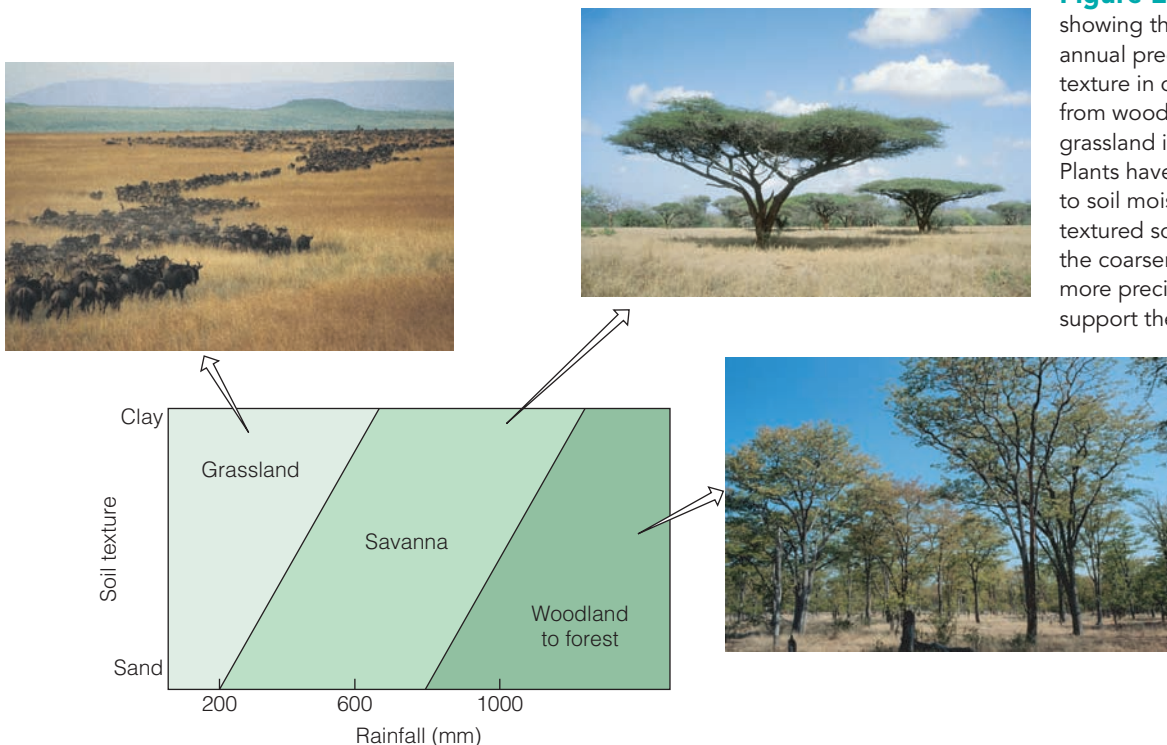 Figure
showing th
annual pre
texture in
from wood
grassland
Plants have
to soil mois
textured so
the coarser
more preci
support the
Clay
Grassland
Soil texture
Savanna
Woodland
to forest
Sand
200 600 1000
Rainfall (mm)